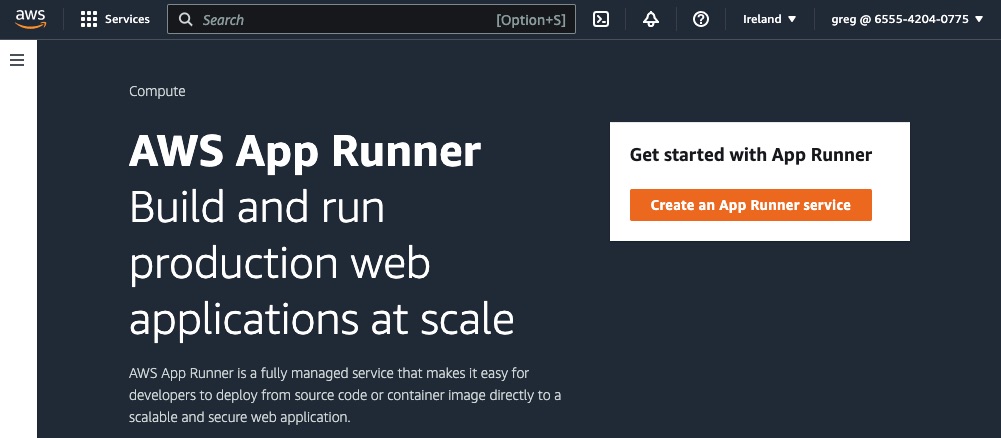 aws
Services
Search
[Option+S]
Ireland
greg @ 6555-4204-0775
Compute
AWS App Runner
Build and run
production web
applications at scale
AWS App Runner is a fully managed service that makes it easy for
developers to deploy from source code or container image directly to a
scalable and secure web application.
Get started with App Runner
Create an App Runner service